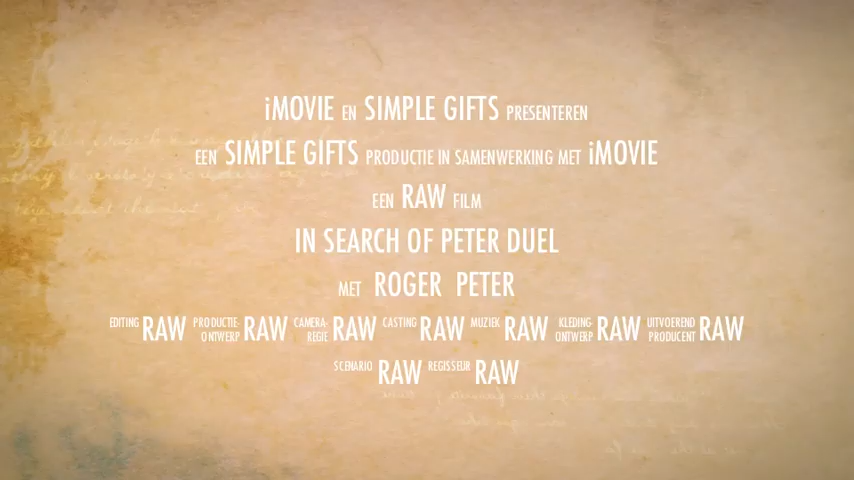 iMOVIE EN SIMPLE GIFTS PRESENTEREN
EEN SIMPLE GIFTS PRODUCTIE IN SAMENWERKING MET iMOVIE
EEN RAW FILM
IN SEARCH OF PETER DUEL
MET ROGER PETER
EDITING RAW PRODUCTIE-ONTWERP RAW CAMERA-REGIE RAW CASTING RAW MUZIEK RAW KLEDING-ONTWERP RAW UITVOEREND PRODUCENT RAW
SCENARIO RAW REGISSEUR RAW